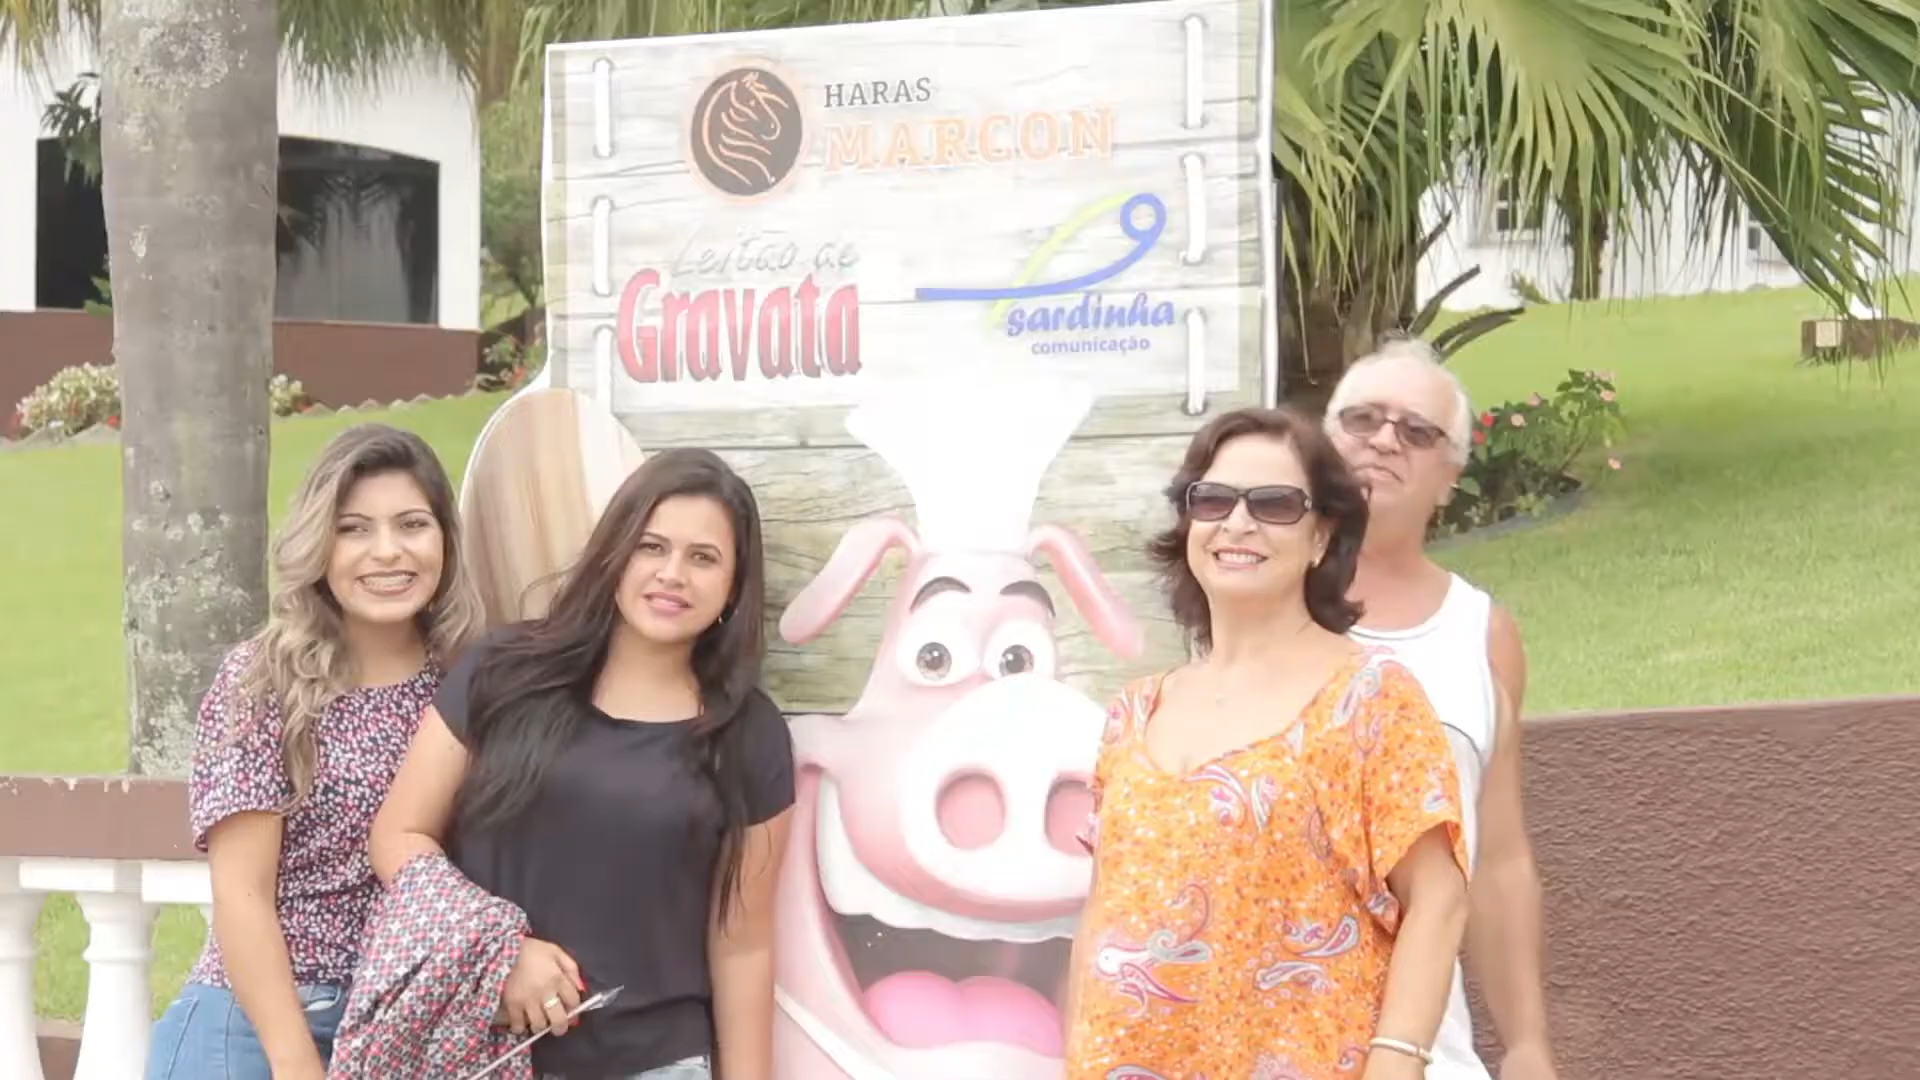 HARAS
MARCON
Leitão de
Gravata
sardinha
comunicação